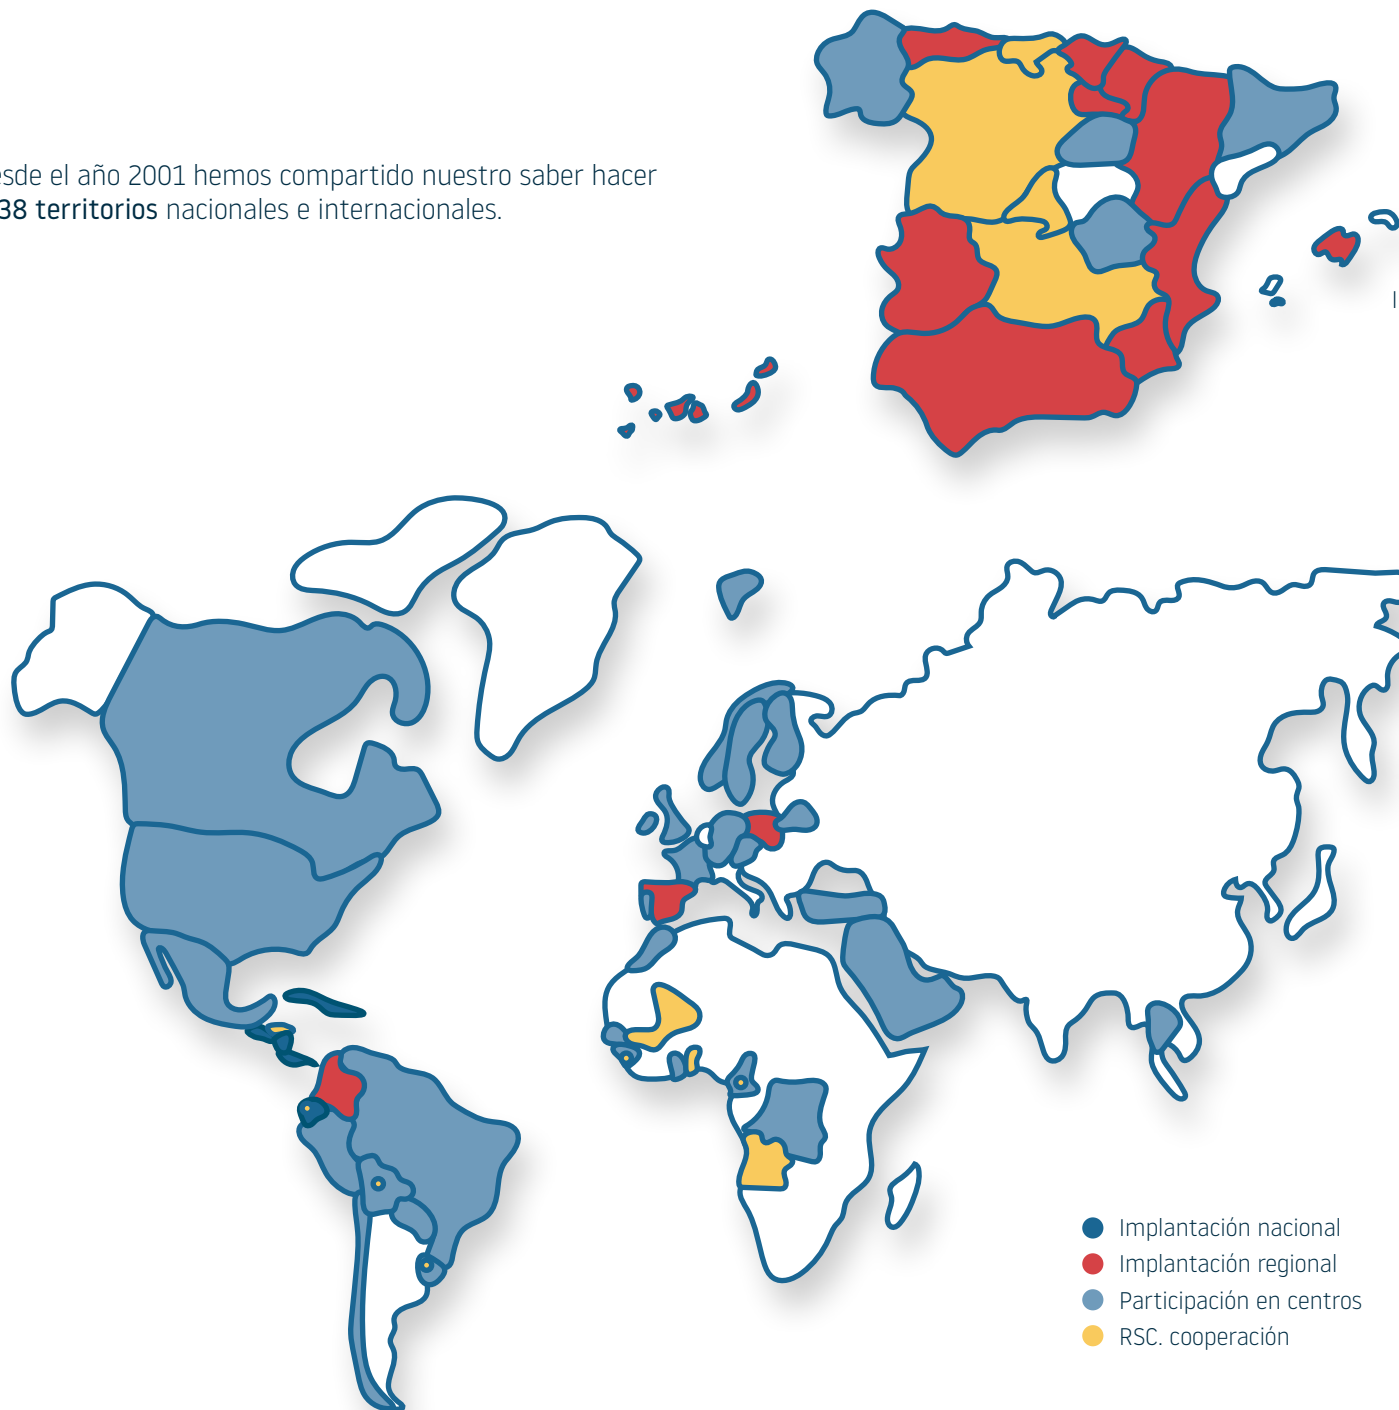 esde el año 2001 hemos compartido nuestro saber hacer
38 territorios nacionales e internacionales.
I
Implantación nacional
Implantación regional
Participación en centros
RSC. cooperación